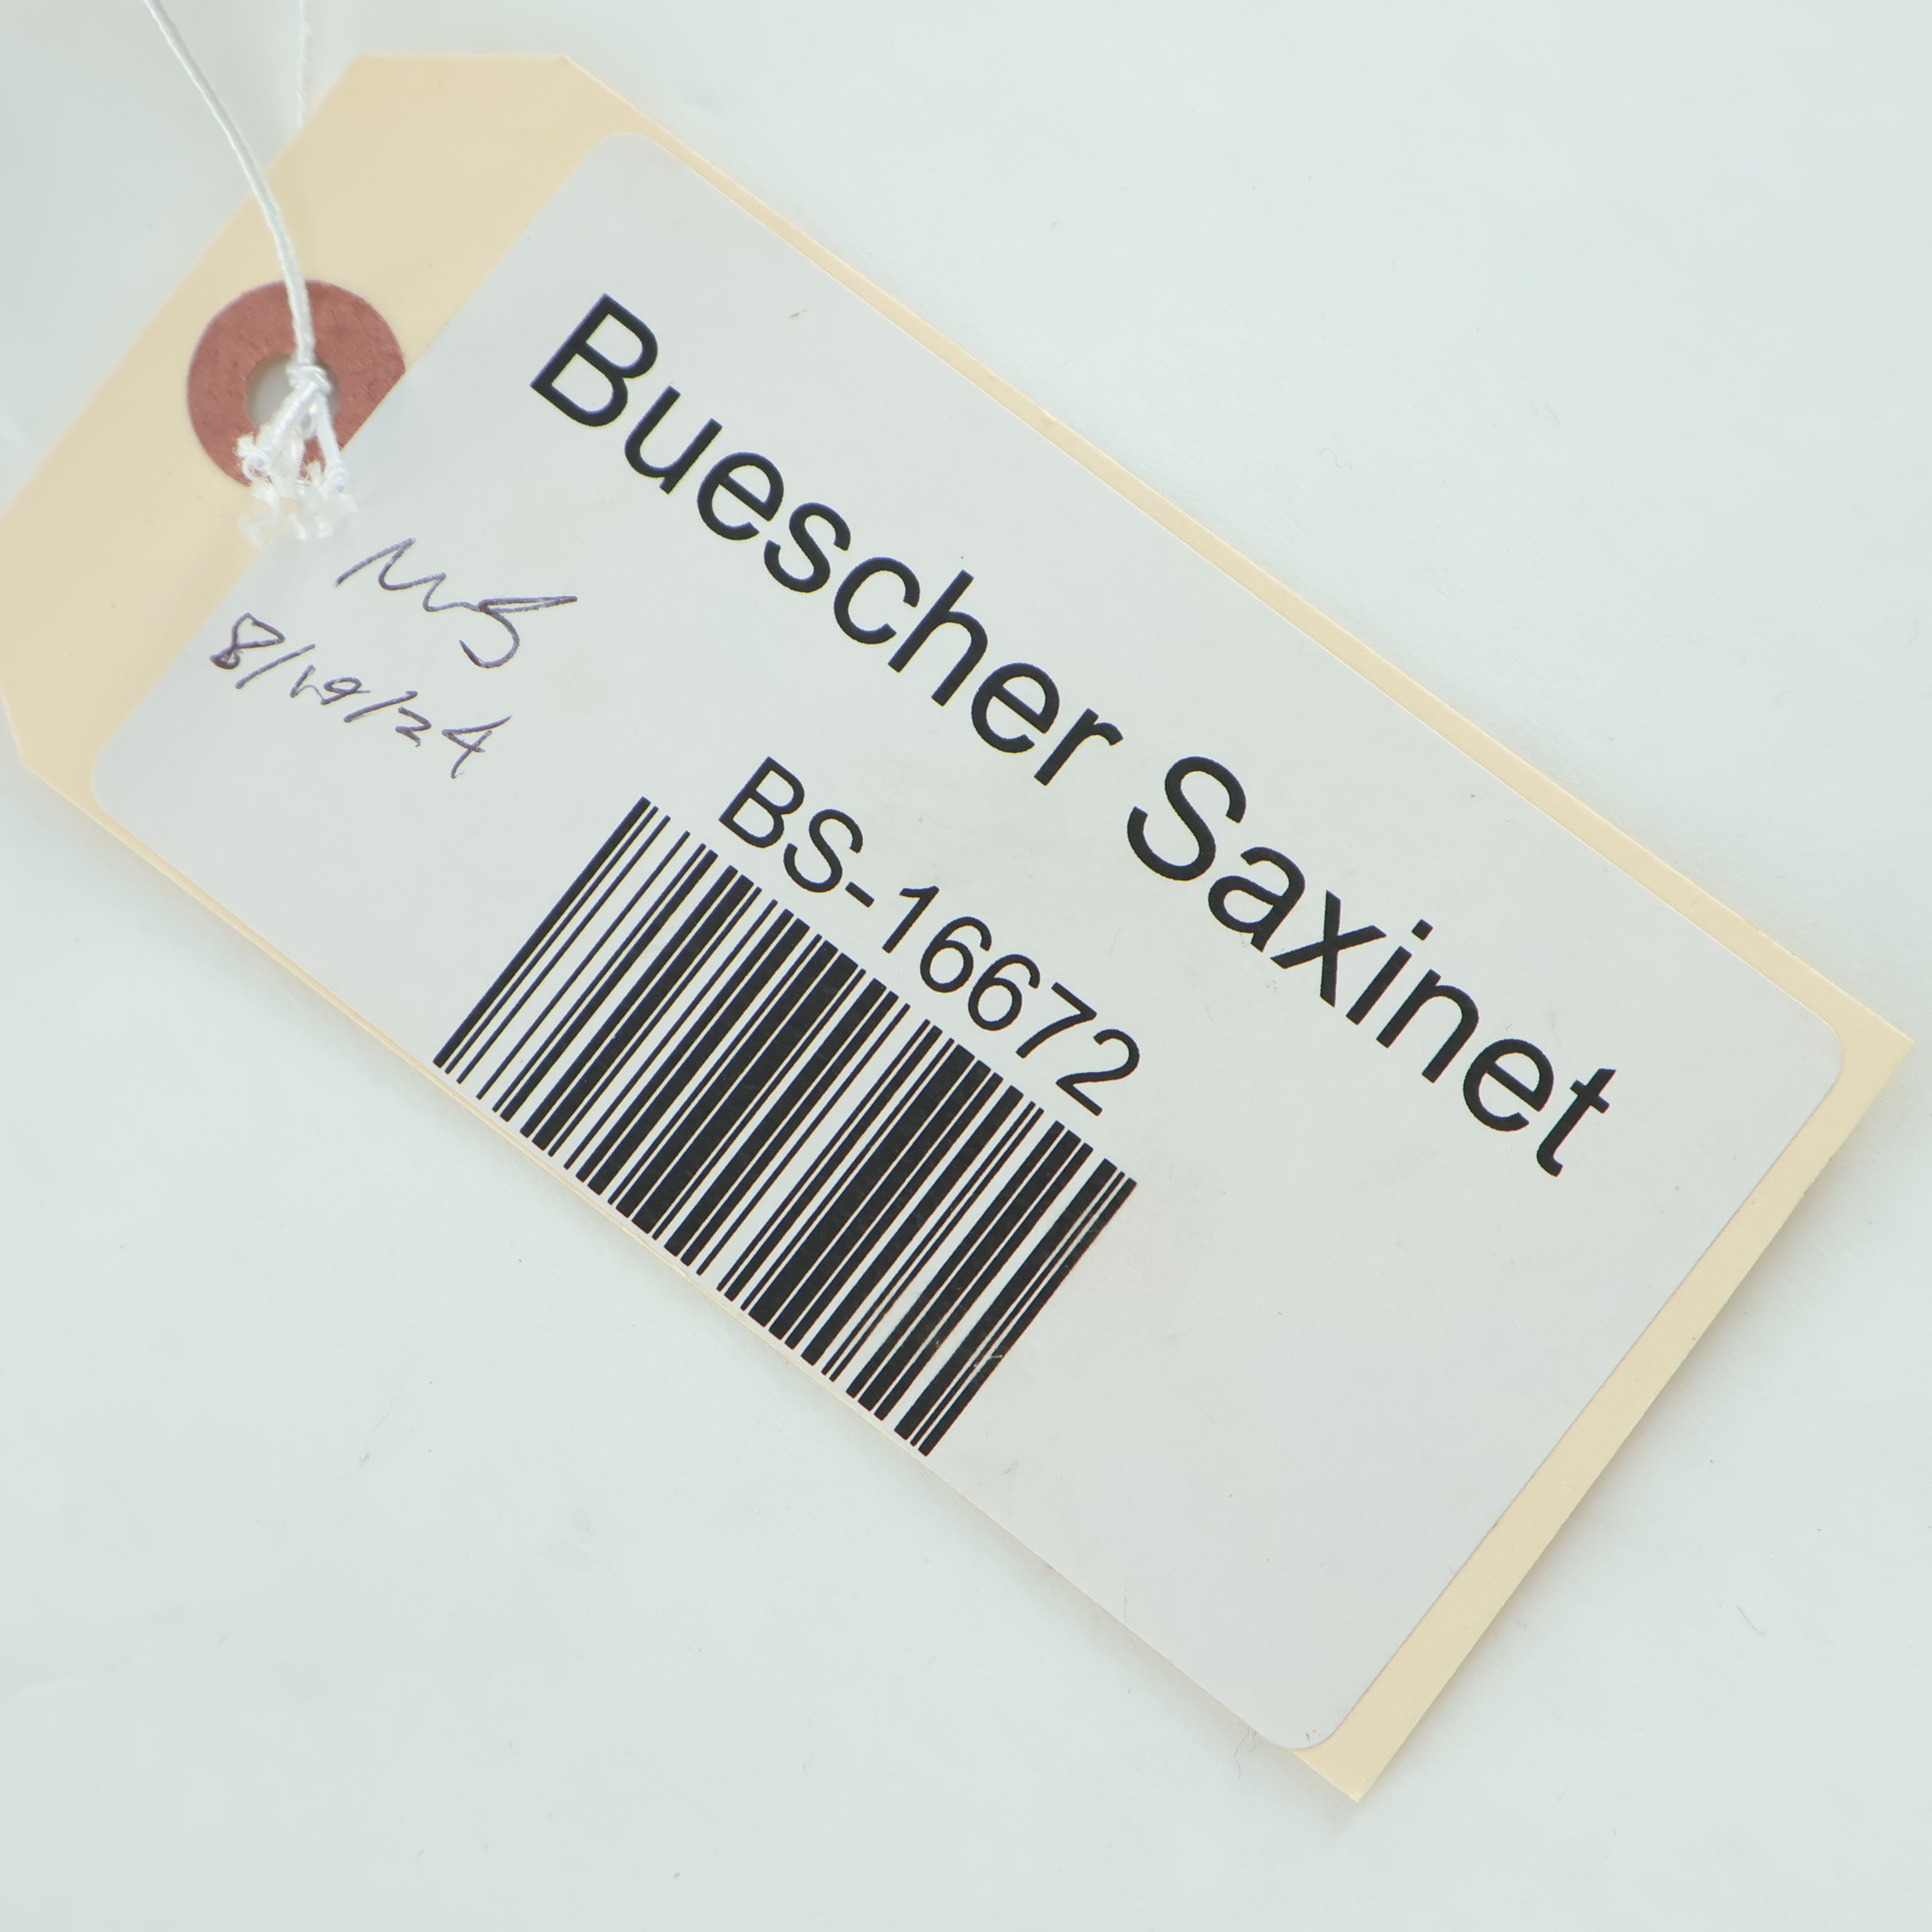 Buescher Saxinet
BS-16672
8/19/24